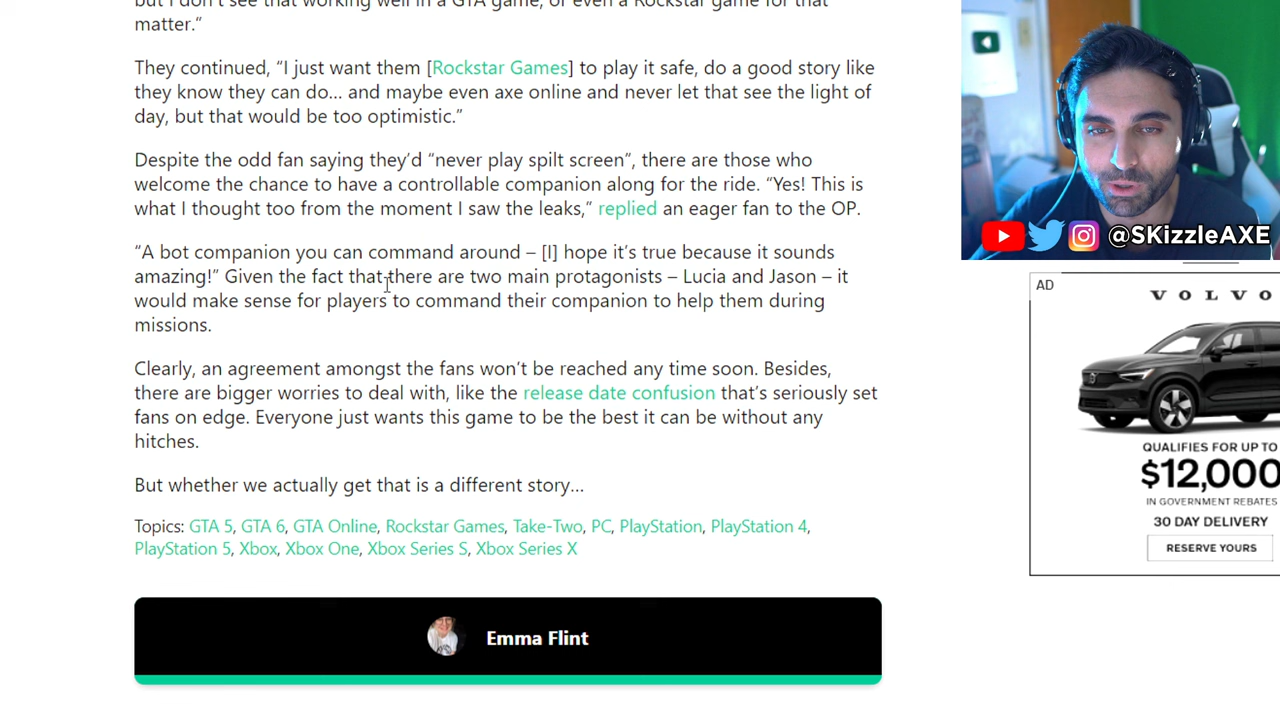 but I don't see that working well in a GTA game, or even a Rockstar game for that
matter.“
They continued, “I just want them [Rockstar Games] to play it safe, do a good story like
they know they can do… and maybe even axe online and never let that see the light of
day, but that would be too optimistic.”
Despite the odd fan saying they’d “never play spilt screen”, there are those who
welcome the chance to have a controllable companion along for the ride. “Yes! This is
what I thought too from the moment I saw the leaks,” replied an eager fan to the OP.
“A bot companion you can command around – [I] hope it’s true because it sounds
amazing!” Given the fact that there are two main protagonists – Lucia and Jason – it
would make sense for players to command their companion to help them during
missions.
Clearly, an agreement amongst the fans won’t be reached any time soon. Besides,
there are bigger worries to deal with, like the release date confusion that’s seriously set
fans on edge. Everyone just wants this game to be the best it can be without any
hitches.
But whether we actually get that is a different story…
Topics: GTA 5, GTA 6, GTA Online, Rockstar Games, Take-Two, PC, PlayStation, PlayStation 4,
PlayStation 5, Xbox, Xbox One, Xbox Series S, Xbox Series X
Emma Flint
@SKizzleAXE
AD
VOLVO
QUALIFIES FOR UP TO
$12,000
IN GOVERNMENT REBATES
30 DAY DELIVERY
RESERVE YOURS